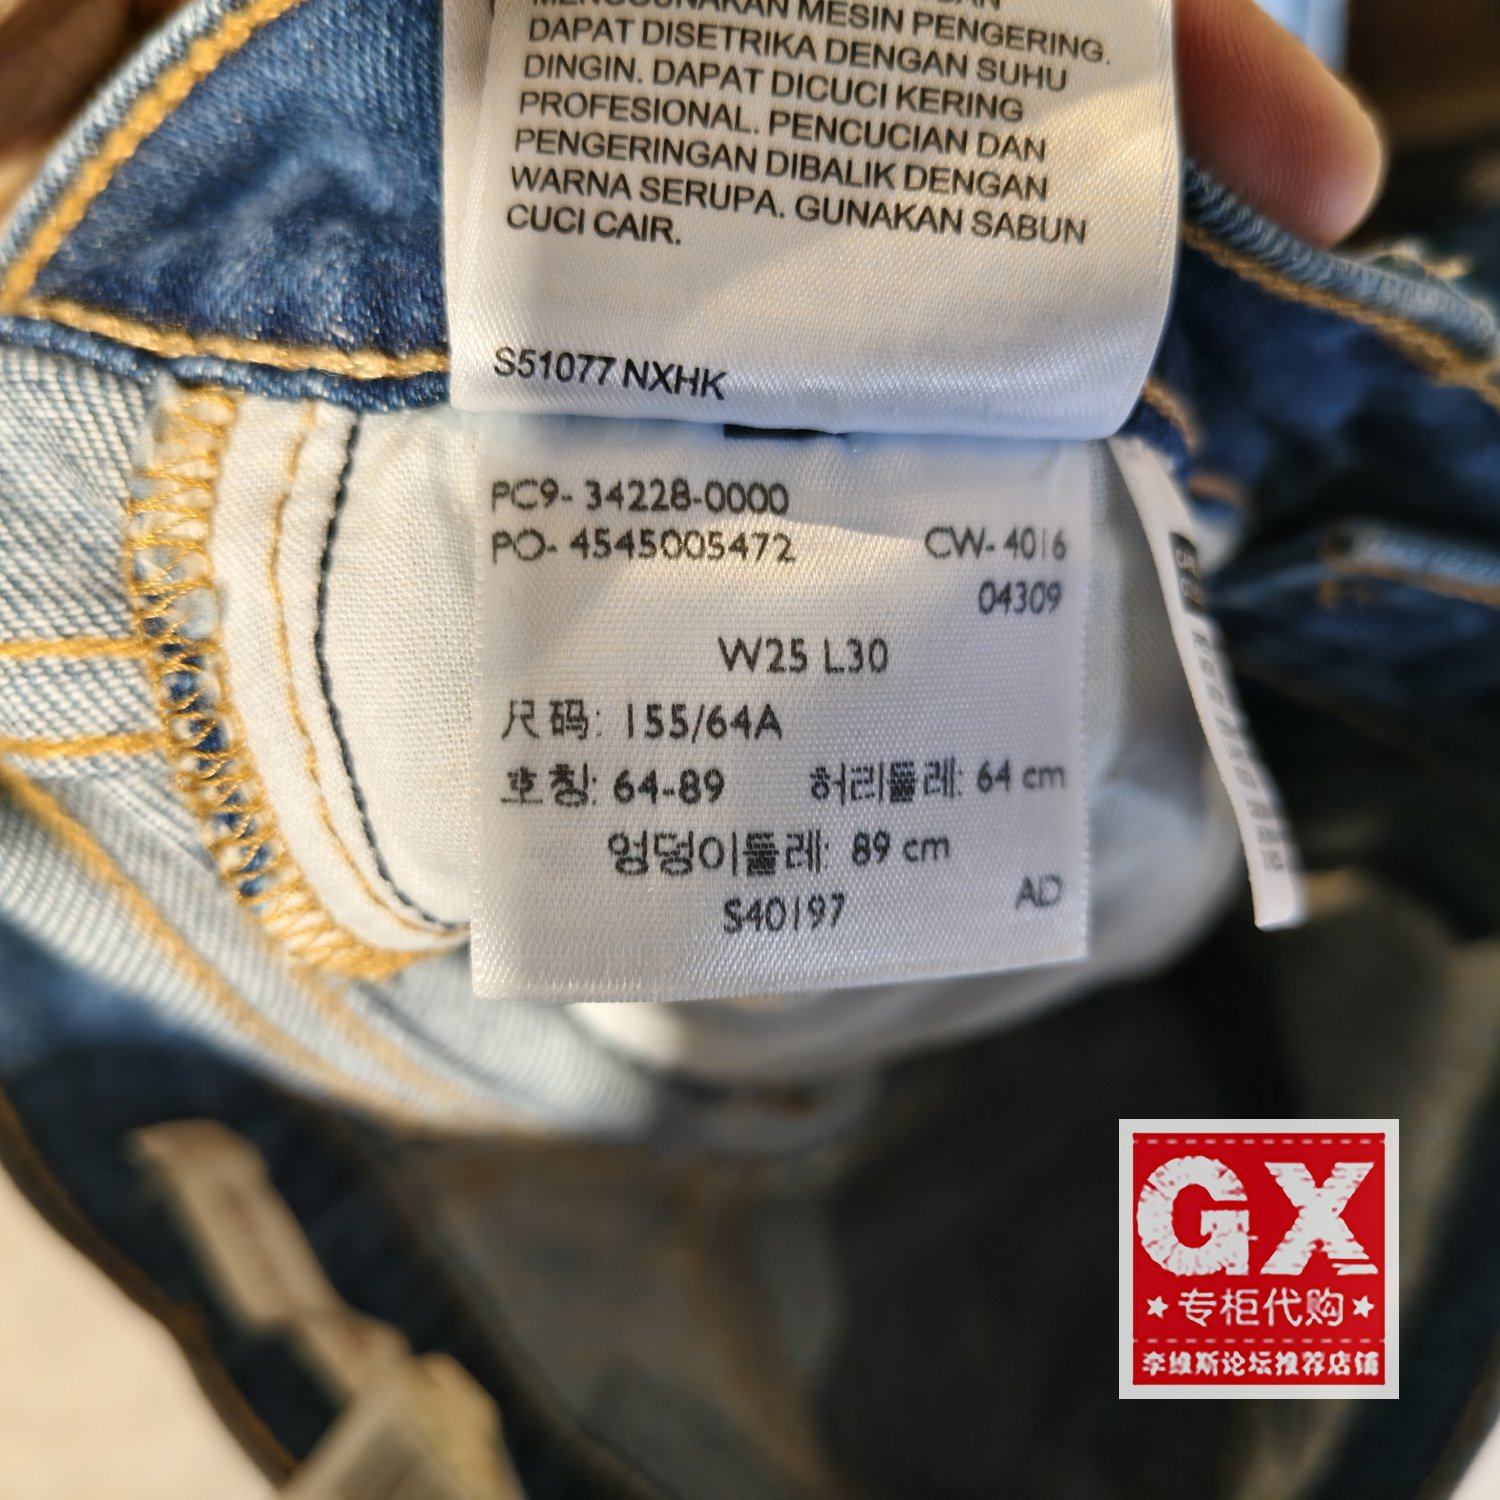 MENGGUNAKAN MESIN PENGERING.
DAPAT DISETRIKA DENGAN SUHU
DINGIN. DAPAT DICUCI KERING
PROFESIONAL. PENCUCIAN DAN
PENGERINGAN DIBALIK DENGAN
WARNA SERUPA. GUNAKAN SABUN
CUCI CAIR.
S51077 NXHK
PC9- 34228-0000
PO- 4545005472 CW- 4016
04309
W25 L30
尺码: 155/64A
호칭: 64-89 허리둘레: 64 cm
엉덩이둘레: 89 cm
S40197 AD
GX
★专柜代购★
李维斯论坛推荐店铺